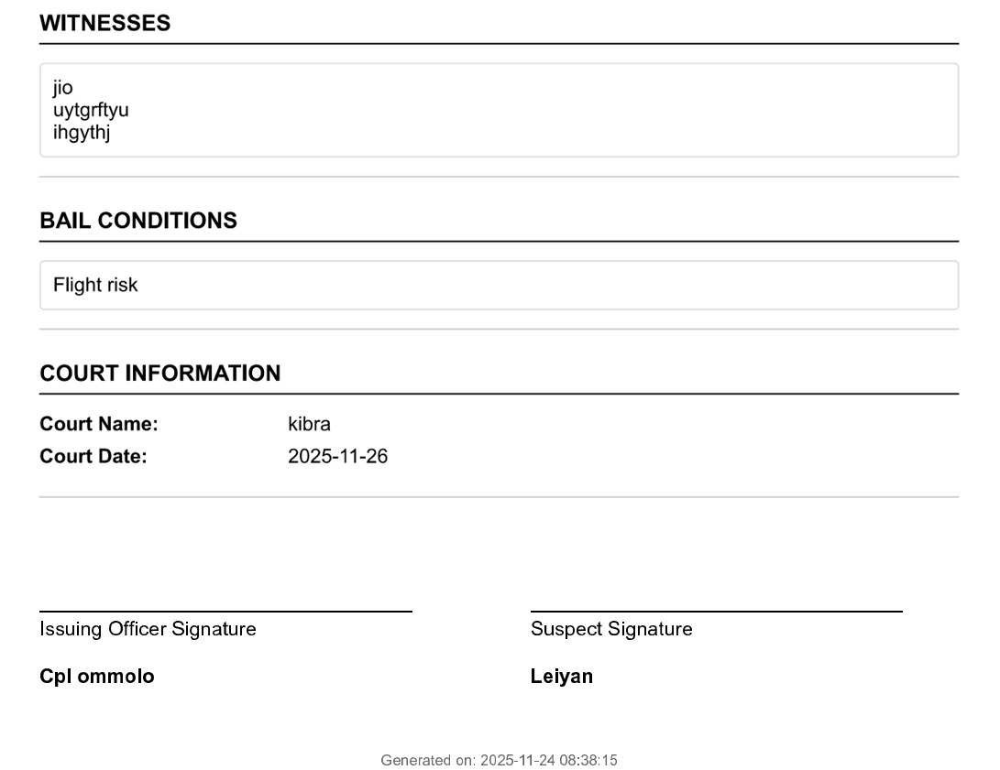 WITNESSES
jio
uytgrftyu
ihgythj
BAIL CONDITIONS
Flight risk
COURT INFORMATION
Court Name: kibra
Court Date: 2025-11-26
Issuing Officer Signature Suspect Signature
Cpl ommolo Leiyan
Generated on: 2025-11-24 08:38:15